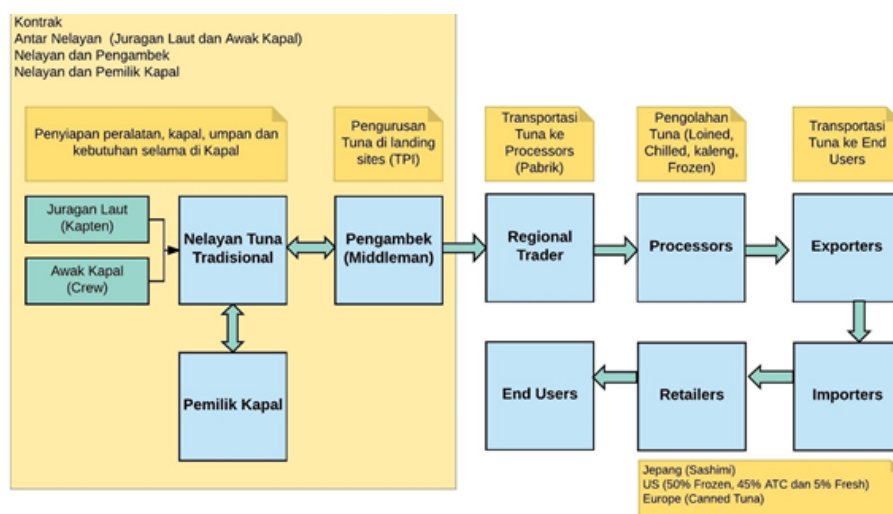 Kontrak
Antar Nelayan (Juragan Laut dan Awak Kapal)
Nelayan dan Pengambek
Nelayan dan Pemilik Kapal
Penyiapan peralatan, kapal, umpan dan
kebutuhan selama di Kapal
Pengurusan
Tuna di landing
sites (TPI)
Transportasi
Tuna ke
Processors
(Pabrik)
Pengolahan
Tuna (Loined,
Chilled, kaleng,
Frozen)
Transportasi
Tuna ke End
Users
Juragan Laut
(Kapten)
Awak Kapal
(Crew)
Nelayan Tuna
Tradisional
Pengambek
(Middleman)
Regional
Trader
Processors
Exporters
Pemilik Kapal
End Users
Retailers
Importers
Jepang (Sashimi)
US (50% Frozen, 45% ATC dan 5% Fresh)
Europe (Canned Tuna)